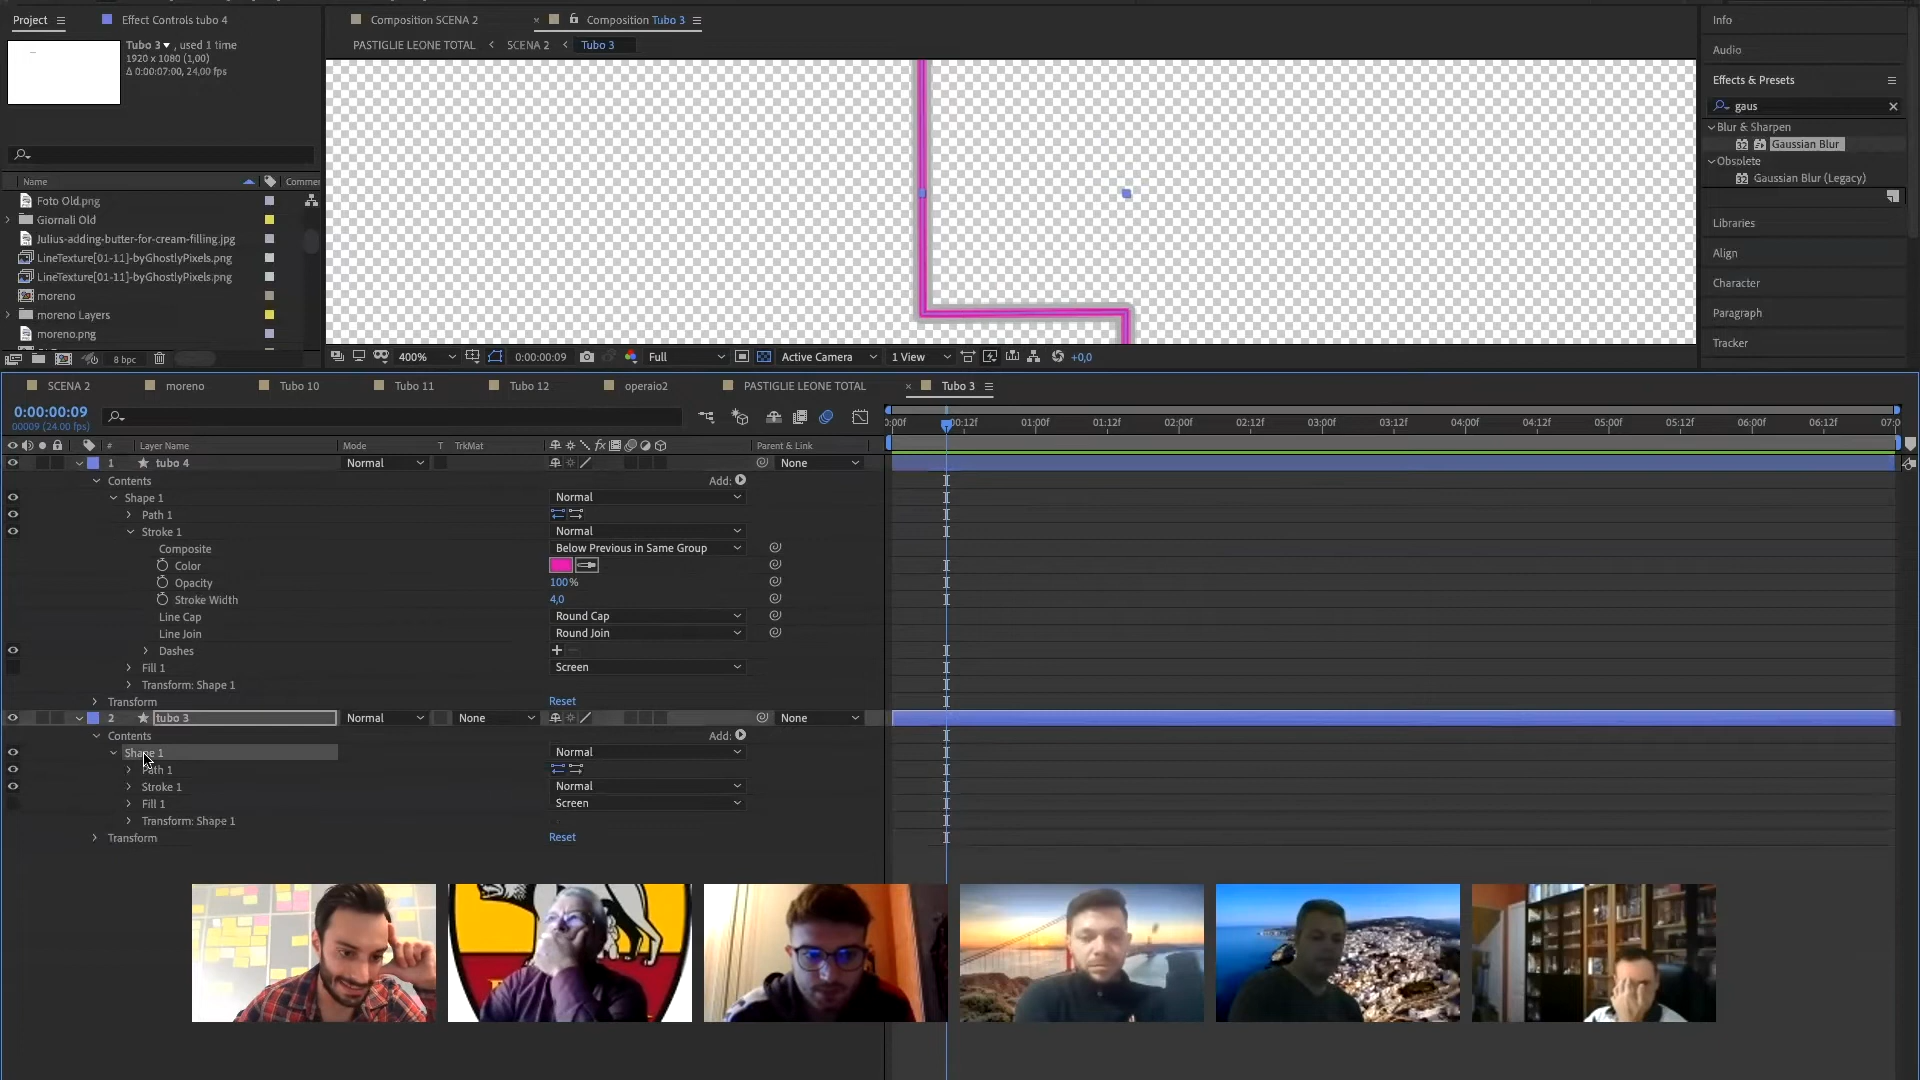 Project
Effect Controls tubo 4
Composition SCENA 2
× Composition Tubo 3
Info
Tubo 3 , used 1 time
1920 x 1080 (1,00)
Δ 0:00:07:00, 24,00 fps
PASTIGLIE LEONE TOTAL < SCENA 2 < Tubo 3
Audio
Effects & Presets
gaus
Blur & Sharpen
32 Gaussian Blur
Obsolete
32 Gaussian Blur (Legacy)
Name
Comme
Foto Old.png
Giornali Old
Julius-adding-butter-for-cream-filling.jpg
LineTexture[01-11]-byGhostlyPixels.png
LineTexture[01-11]-byGhostlyPixels.png
moreno
moreno Layers
moreno.png
Libraries
Align
Character
Paragraph
Tracker
8 bpc
400%
0:00:00:09
Full
Active Camera
1 View
+0,0
SCENA 2
moreno
Tubo 10
Tubo 11
Tubo 12
operaio2
PASTIGLIE LEONE TOTAL
× Tubo 3
0:00:00:09
00009 (24.00 fps)
00:12f 01:00f 01:12f 02:00f 02:12f 03:00f 03:12f 04:00f 04:12f 05:00f 05:12f 06:00f 06:12f 07:0
# Layer Name Mode T TrkMat Parent & Link
1 tubo 4 Normal None
Contents Add:
Shape 1 Normal
Path 1
Stroke 1 Normal
Composite Below Previous in Same Group
Color
Opacity 100%
Stroke Width 4,0
Line Cap Round Cap
Line Join Round Join
Dashes
Fill 1 Screen
Transform: Shape 1
Transform Reset
2 tubo 3 Normal None None
Contents Add:
Shape 1 Normal
Path 1
Stroke 1 Normal
Fill 1 Screen
Transform: Shape 1
Transform Reset